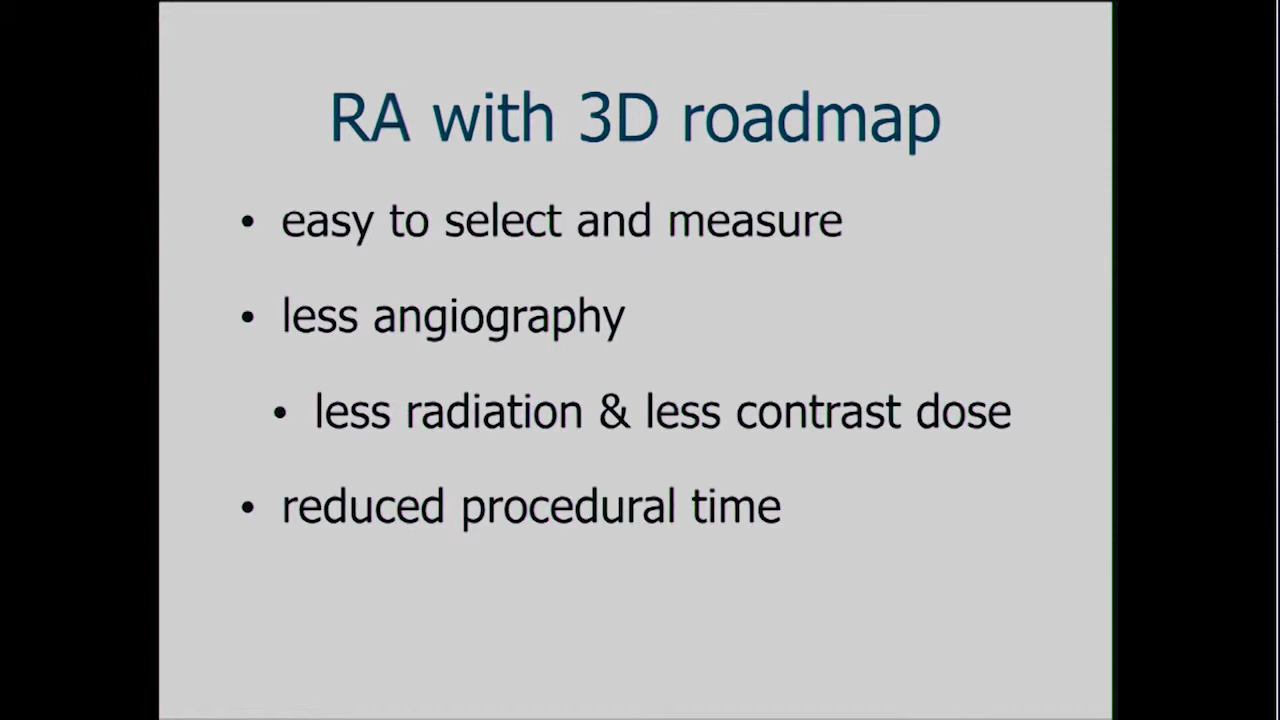 RA with 3D roadmap
• easy to select and measure
• less angiography
• less radiation & less contrast dose
• reduced procedural time